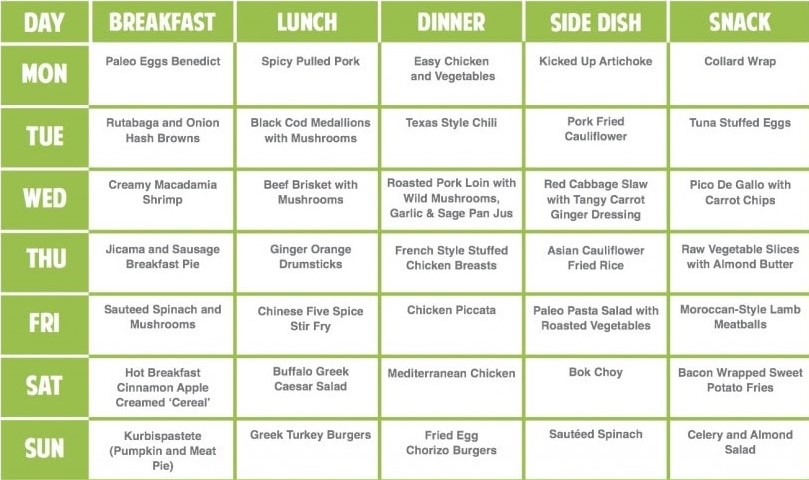 DAY BREAKFAST LUNCH DINNER SIDE DISH SNACK
MON
Paleo Eggs Benedict
Spicy Pulled Pork
Easy Chicken
and Vegetables
Kicked Up Artichoke
Collard Wrap
TUE
Rutabaga and Onion
Hash Browns
Black Cod Medallions
with Mushrooms
Texas Style Chili
Pork Fried
Cauliflower
Tuna Stuffed Eggs
WED
Creamy Macadamia
Shrimp
Beef Brisket with
Mushrooms
Roasted Pork Loin with
Wild Mushrooms,
Garlic & Sage Pan Jus
Red Cabbage Slaw
with Tangy Carrot
Ginger Dressing
Pico De Gallo with
Carrot Chips
THU
Jicama and Sausage
Breakfast Pie
Ginger Orange
Drumsticks
French Style Stuffed
Chicken Breasts
Asian Cauliflower
Fried Rice
Raw Vegetable Slices
with Almond Butter
FRI
Sauteed Spinach and
Mushrooms
Chinese Five Spice
Stir Fry
Chicken Piccata
Paleo Pasta Salad with
Roasted Vegetables
Moroccan-Style Lamb
Meatballs
SAT
Hot Breakfast
Cinnamon Apple
Creamed ‘Cereal’
Buffalo Greek
Caesar Salad
Mediterranean Chicken
Bok Choy
Bacon Wrapped Sweet
Potato Fries
SUN
Kurbispastete
(Pumpkin and Meat
Pie)
Greek Turkey Burgers
Fried Egg
Chorizo Burgers
Sautéed Spinach
Celery and Almond
Salad